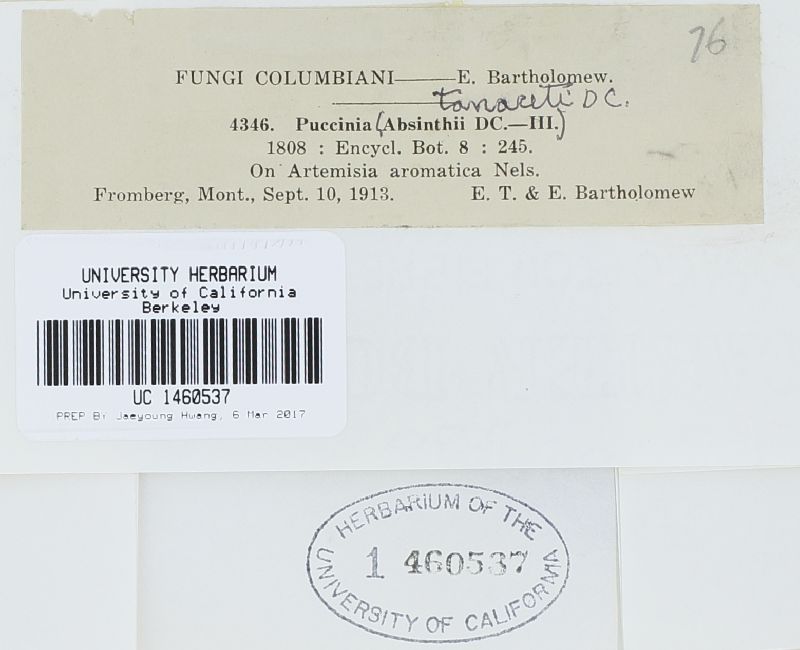 76
FUNGI COLUMBIANI——E. Bartholomew.
tanaceti DC.
4346. Puccinia (Absinthii DC.—III.)
1808 : Encycl. Bot. 8 : 245.
On Artemisia aromatica Nels.
Fromberg, Mont., Sept. 10, 1913. E. T. & E. Bartholomew
UNIVERSITY HERBARIUM
University of California
Berkeley
UC 1460537
PREP BY Jaeyoung Hwang, 6 Mar 2017
HERBARIUM OF THE
1 460537
UNIVERSITY OF CALIFORNIA